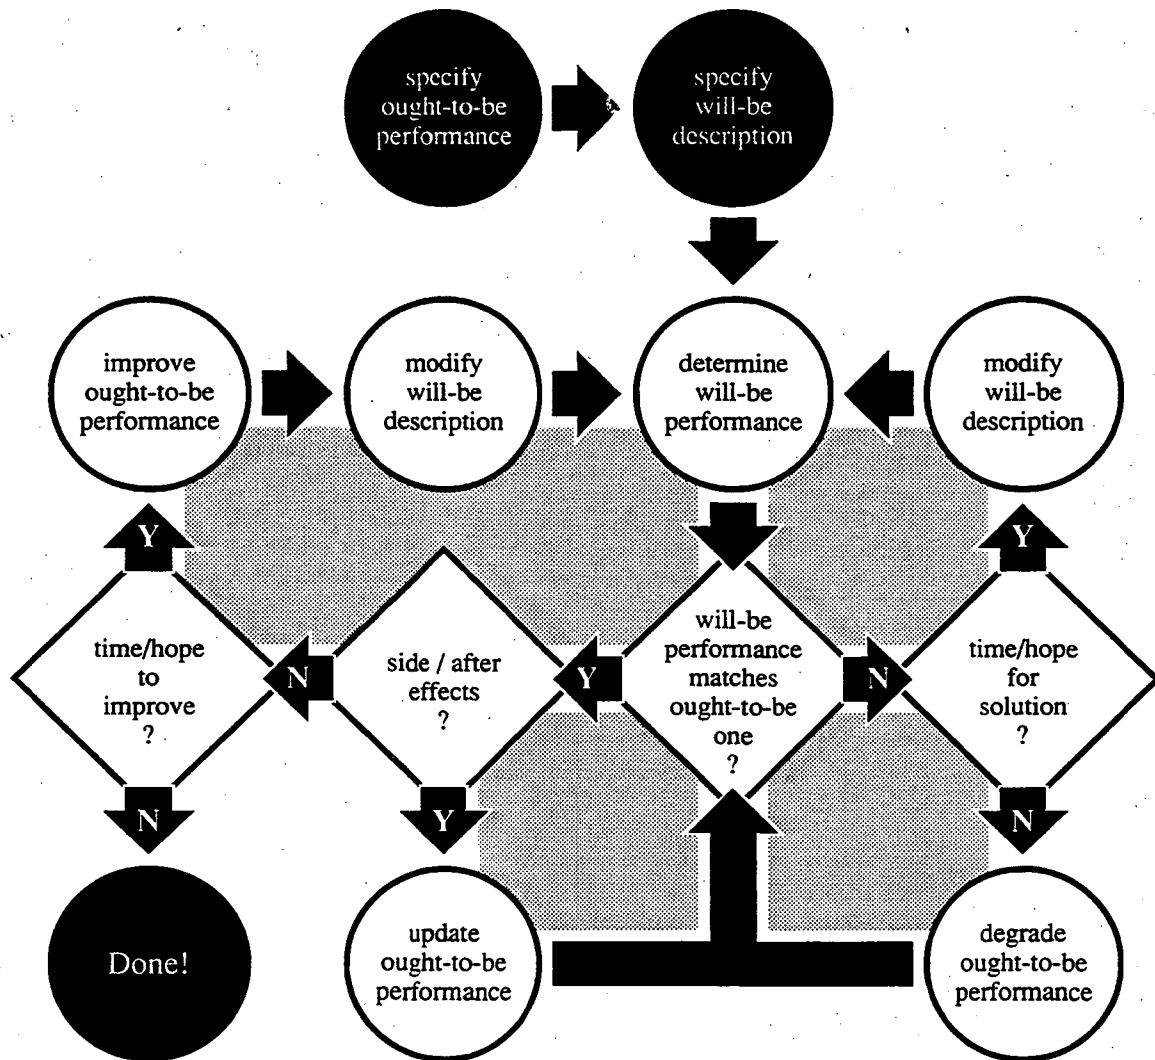 specify
ought-to-be
performance
specify
will-be
description
improve
ought-to-be
performance
modify
will-be
description
determine
will-be
performance
modify
will-be
description
Y
Y
time/hope
to
improve
?
N
side / after
effects
?
Y
will-be
performance
matches
ought-to-be
one
?
N
time/hope
for
solution
?
N
Y
N
Done!
update
ought-to-be
performance
degrade
ought-to-be
performance